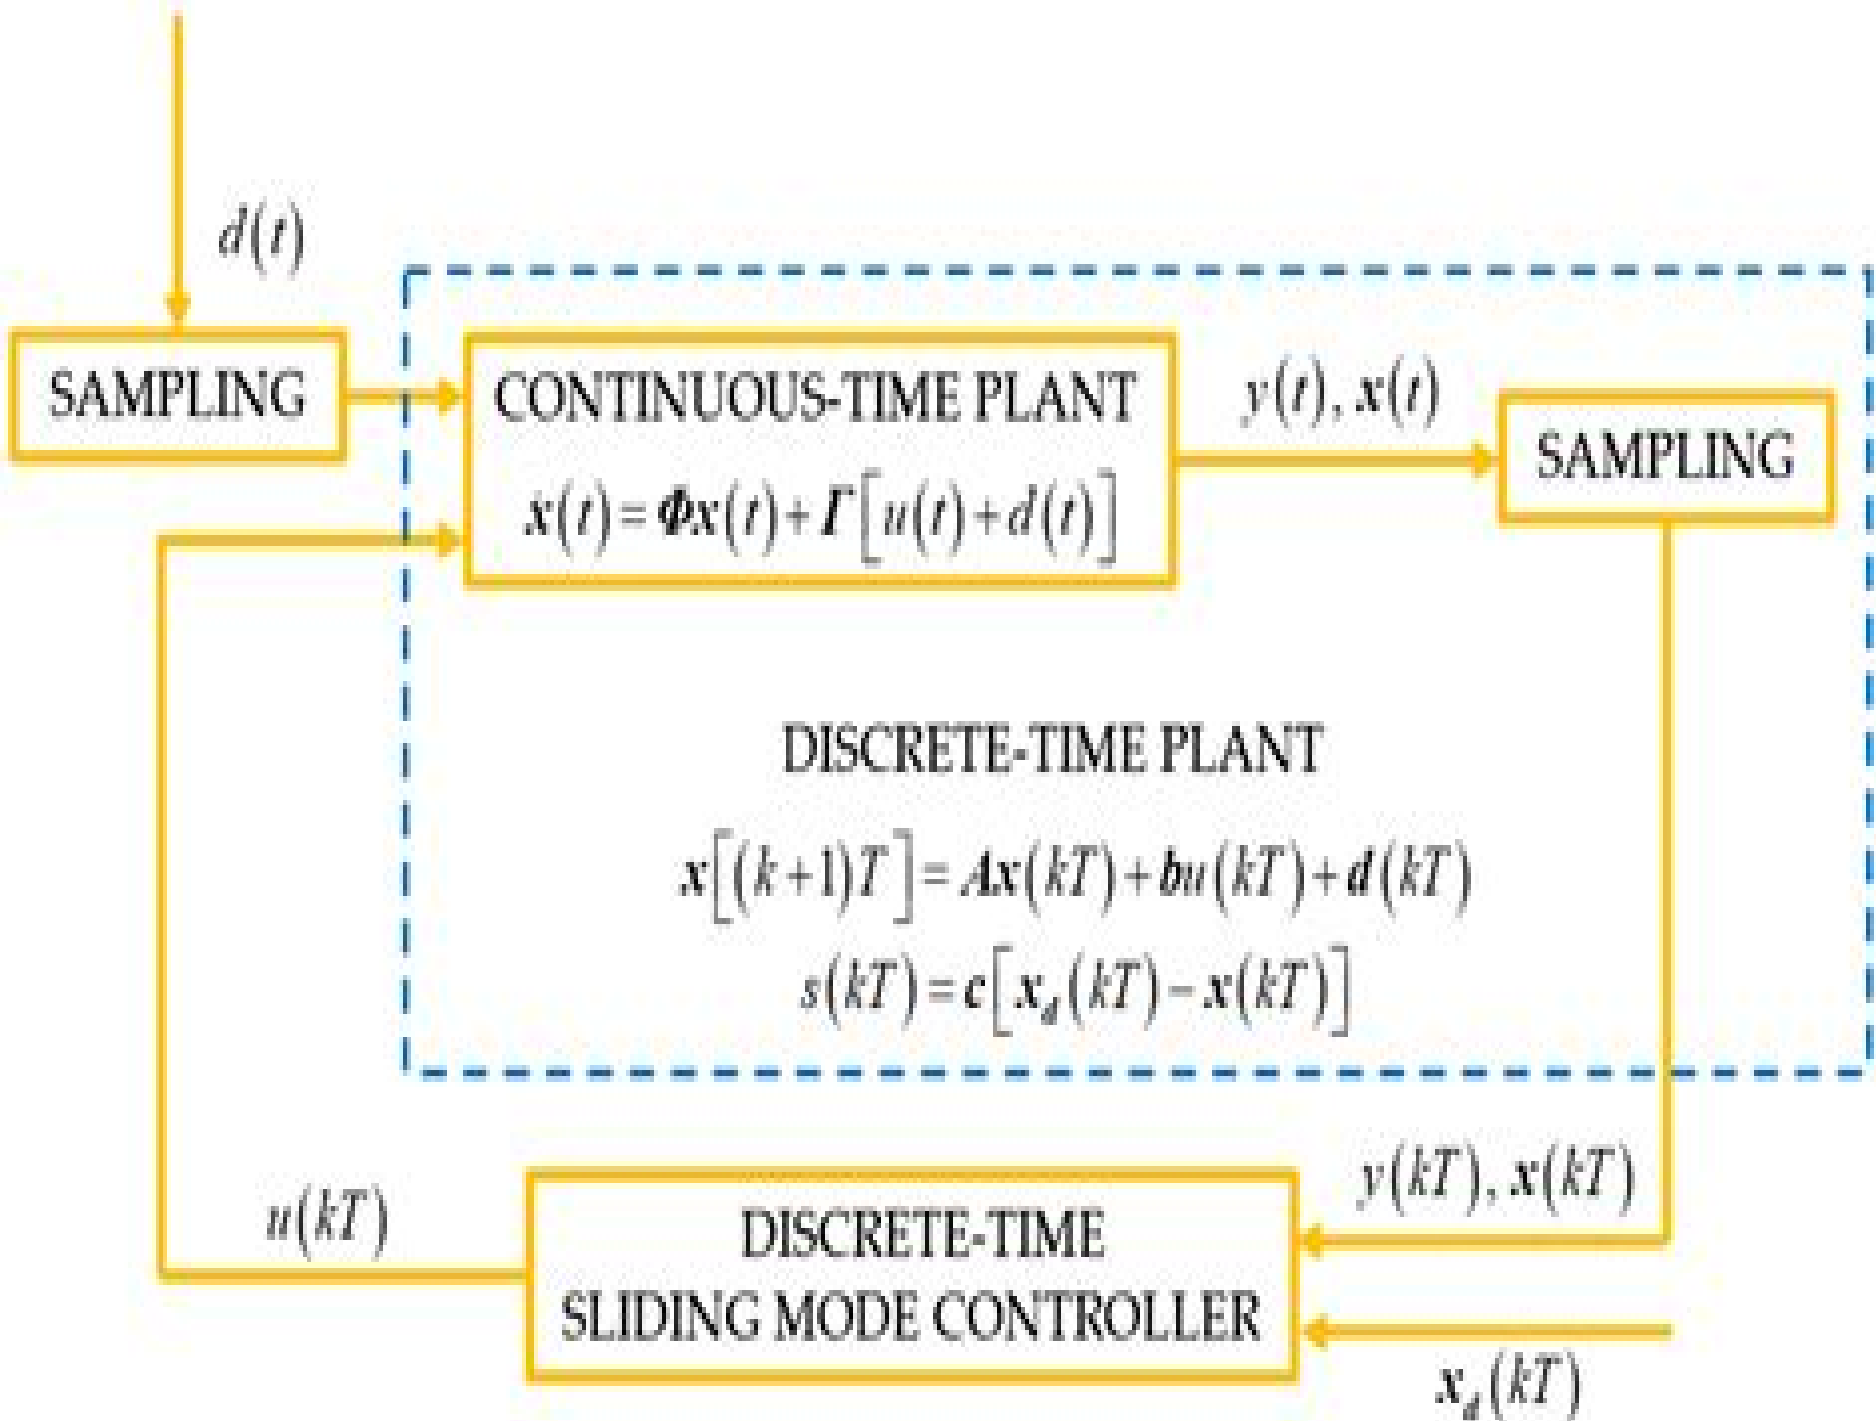 d(t)
SAMPLING
CONTINUOUS-TIME PLANT
ẋ(t) = Φx(t) + Γ[u(t) + d(t)]
y(t), x(t)
SAMPLING
DISCRETE-TIME PLANT
x[(k+1)T] = Ax(kT) + bu(kT) + d(kT)
s(kT) = c[x_d(kT) − x(kT)]
y(kT), x(kT)
u(kT)
DISCRETE-TIME
SLIDING MODE CONTROLLER
x_d(kT)